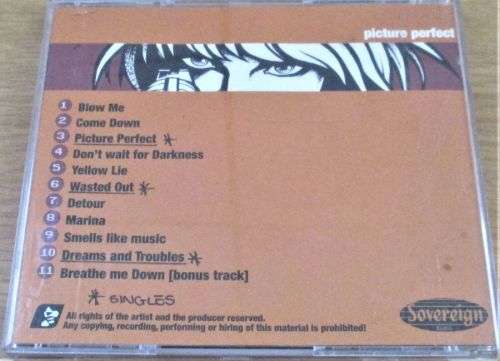 picture perfect
1 Blow Me
2 Come Down
3 Picture Perfect *
4 Don't wait for Darkness
5 Yellow Lie
6 Wasted Out *
7 Detour
8 Marina
9 Smells like music
10 Dreams and Troubles *
11 Breathe me Down [bonus track]
* SINGLES
All rights of the artist and the producer reserved.
Any copying, recording, performing or hiring of this material is prohibited!
Sovereign